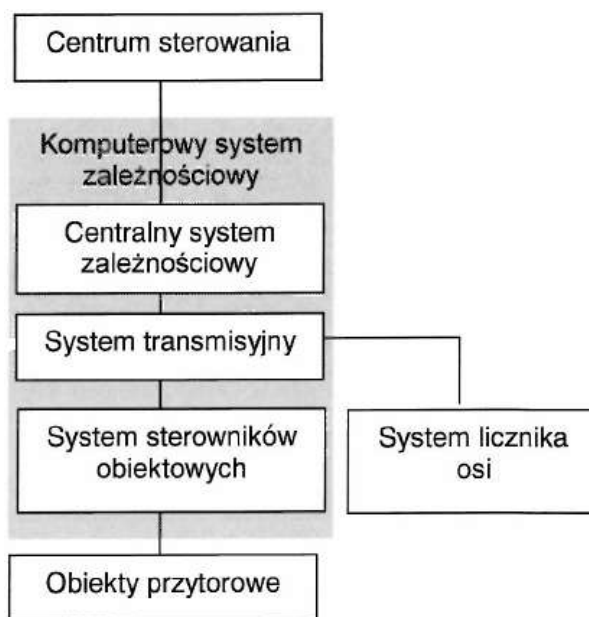 Centrum sterowania
Komputerowy system
zależnościowy
Centralny system
zależnościowy
System transmisyjny
System sterowników
obiektowych
System licznika
osi
Obiekty przytorowe